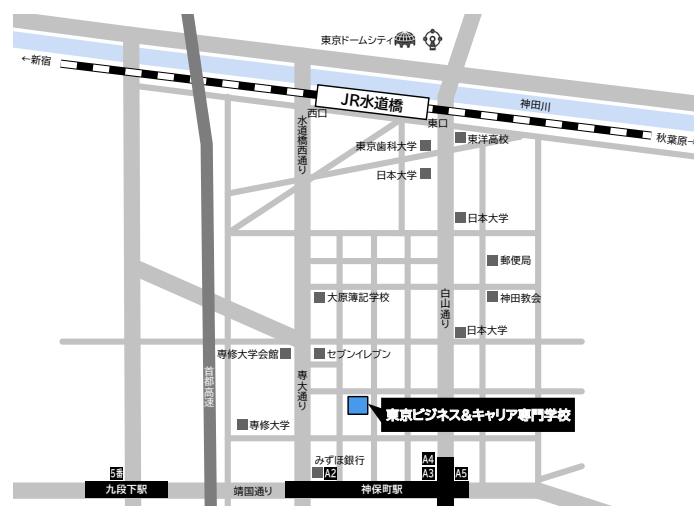 東京ドームシティ
←新宿
JR水道橋
神田川
西口
東口
水道橋西通り
東京歯科大学
東洋高校
秋葉原→
日本大学
日本大学
郵便局
大原簿記学校
白山通り
神田教会
日本大学
専修大学会館
セブンイレブン
首都高速
専大通り
東京ビジネス&キャリア専門学校
専修大学
みずほ銀行
5番
A2
A4
A3
A5
九段下駅
靖国通り
神保町駅